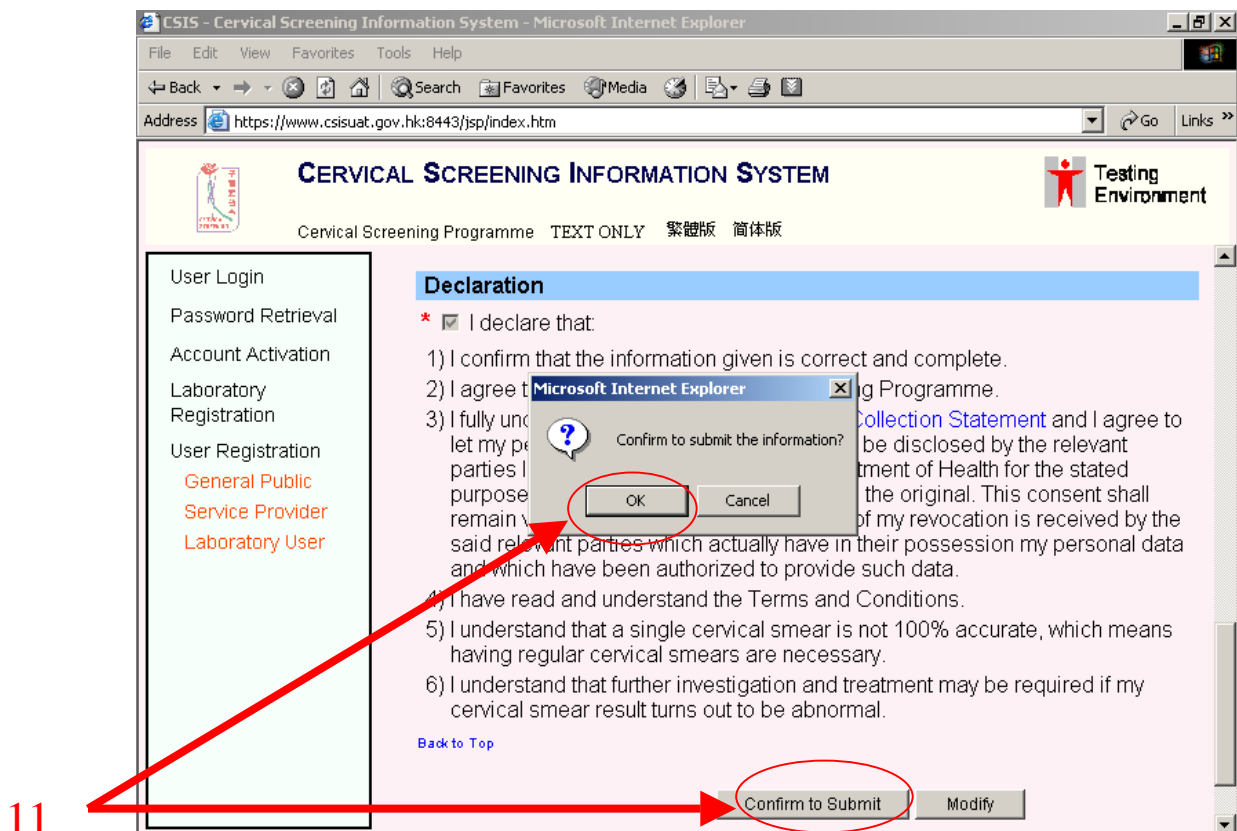 CSIS - Cervical Screening Information System - Microsoft Internet Explorer
File Edit View Favorites Tools Help
Back Search Favorites Media
Address https://www.csisuat.gov.hk:8443/jsp/index.htm Go Links »
CERVICAL SCREENING INFORMATION SYSTEM
Testing
Environment
Cervical Screening Programme TEXT ONLY 繁體版 简体版
User Login
Password Retrieval
Account Activation
Laboratory
Registration
User Registration
General Public
Service Provider
Laboratory User
Declaration
* I declare that:
1) I confirm that the information given is correct and complete.
2) I agree t g Programme.
3) I fully und Collection Statement and I agree to
let my pe be disclosed by the relevant
parties l tment of Health for the stated
purpose the original. This consent shall
remain v of my revocation is received by the
said relevant parties which actually have in their possession my personal data
and which have been authorized to provide such data.
4) I have read and understand the Terms and Conditions.
5) I understand that a single cervical smear is not 100% accurate, which means
having regular cervical smears are necessary.
6) I understand that further investigation and treatment may be required if my
cervical smear result turns out to be abnormal.
Back to Top
Confirm to Submit Modify
Microsoft Internet Explorer
Confirm to submit the information?
OK Cancel
11